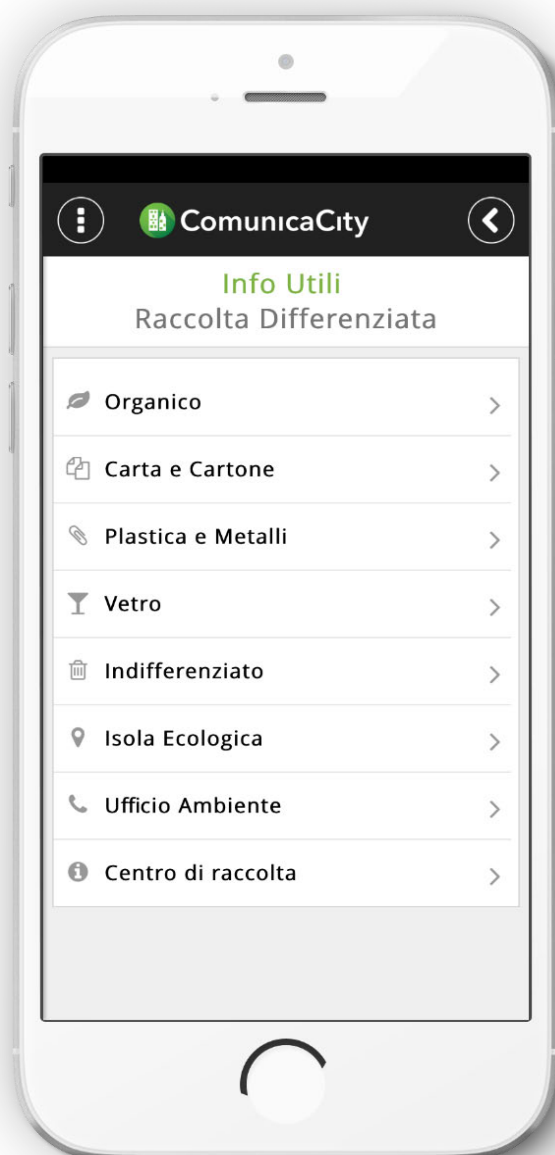 ComunicaCity
Info Utili
Raccolta Differenziata
Organico
Carta e Cartone
Plastica e Metalli
Vetro
Indifferenziato
Isola Ecologica
Ufficio Ambiente
Centro di raccolta